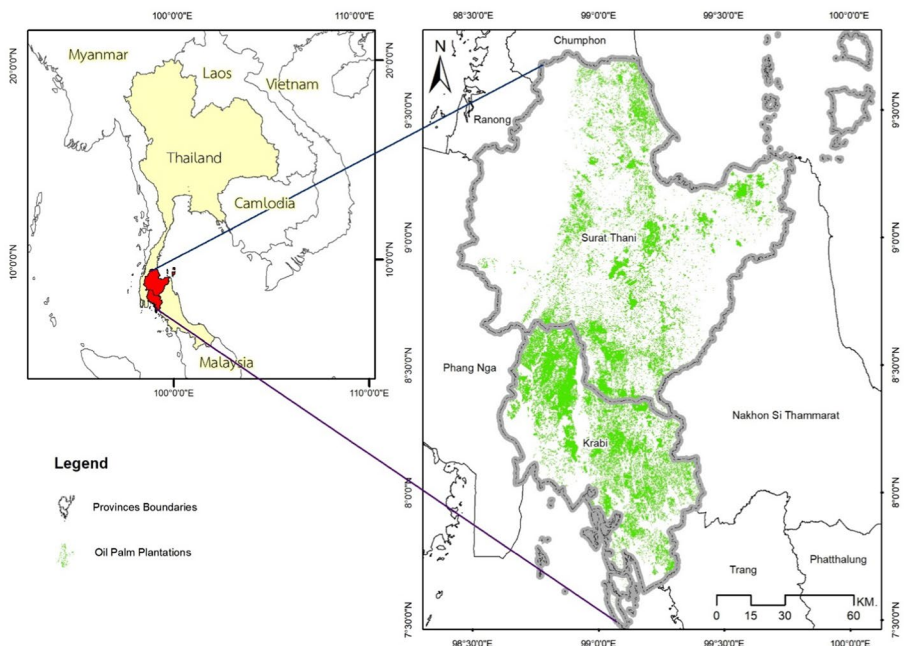 100°0'0"E
110°0'0"E
20°0'0"N
10°0'0"N
Myanmar
Laos
Vietnam
Thailand
Camlodia
Malaysia
20°0'0"N
10°0'0"N
100°0'0"E
110°0'0"E
Legend
Provinces Boundaries
Oil Palm Plantations
98°30'0"E
99°0'0"E
99°30'0"E
100°0'0"E
9°30'0"N
9°0'0"N
8°30'0"N
8°0'0"N
7°30'0"N
N
Chumphon
Ranong
Surat Thani
Phang Nga
Krabi
Nakhon Si Thammarat
Trang
Phatthalung
0 15 30 60 KM.
9°30'0"N
9°0'0"N
8°30'0"N
8°0'0"N
7°30'0"N
98°30'0"E
99°0'0"E
99°30'0"E
100°0'0"E